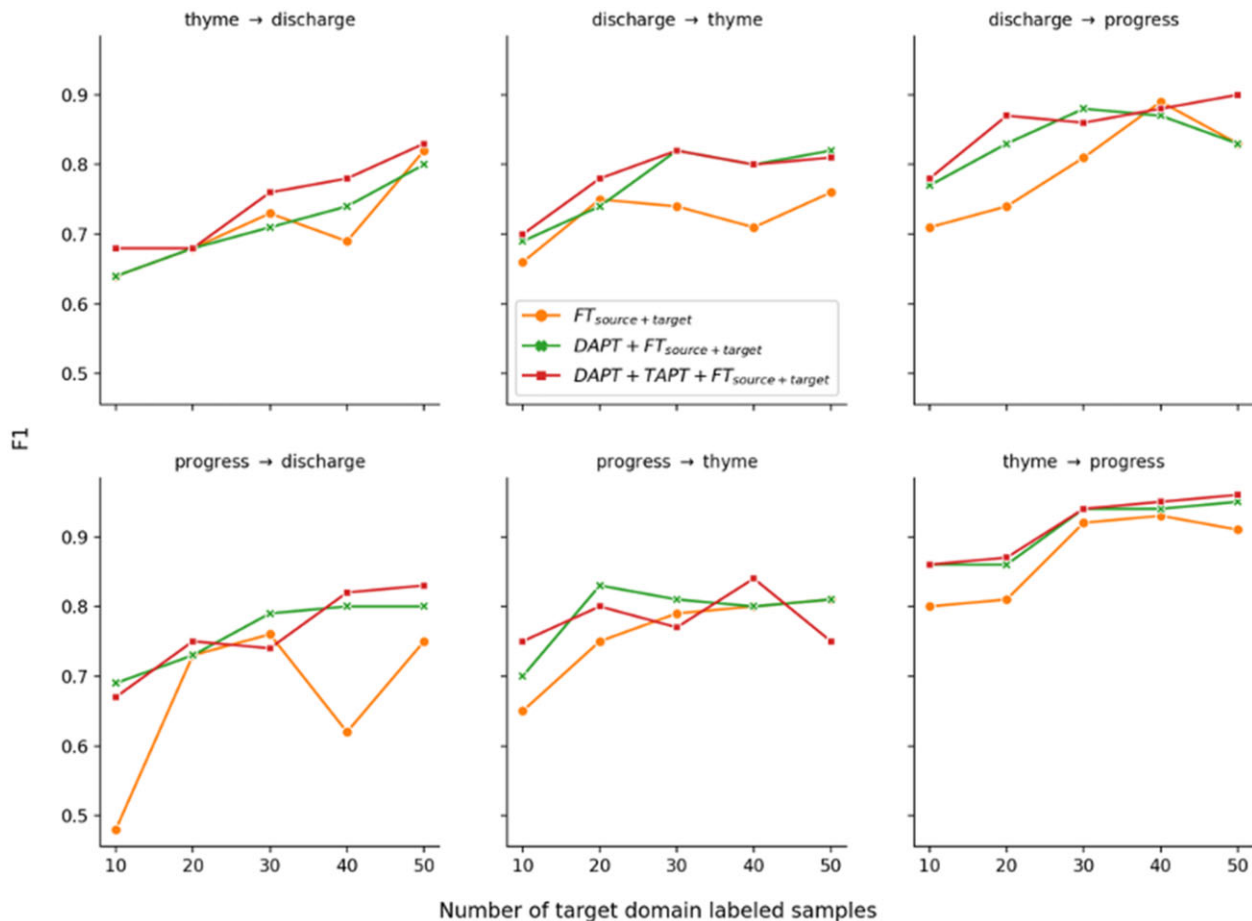 thyme → discharge
discharge → thyme
discharge → progress
0.9
0.8
0.7
0.6
0.5
FT source+target
DAPT + FT source+target
DAPT + TAPT + FT source+target
F1
progress → discharge
progress → thyme
thyme → progress
0.9
0.8
0.7
0.6
0.5
10 20 30 40 50
10 20 30 40 50
10 20 30 40 50
Number of target domain labeled samples